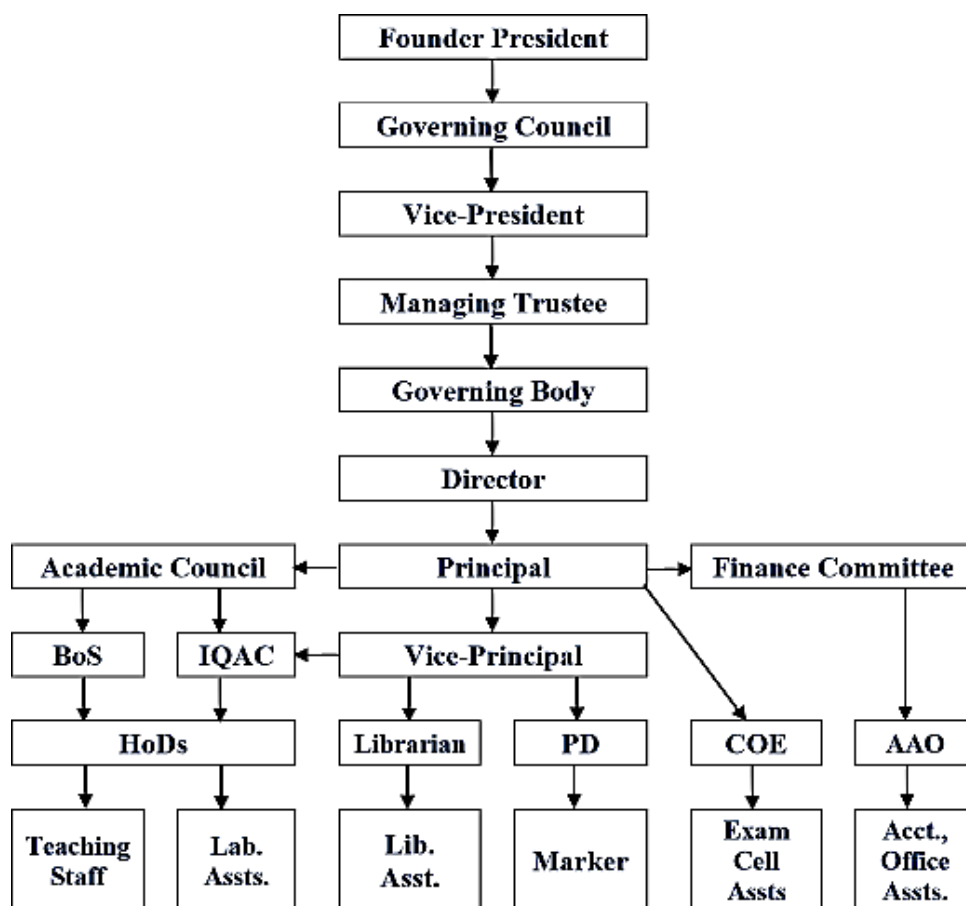 Founder President
Governing Council
Vice-President
Managing Trustee
Governing Body
Director
Academic Council
Principal
Finance Committee
BoS
IQAC
Vice-Principal
HoDs
Librarian
PD
COE
AAO
Teaching
Staff
Lab.
Assts.
Lib.
Asst.
Marker
Exam
Cell
Assts
Acct.,
Office
Assts.